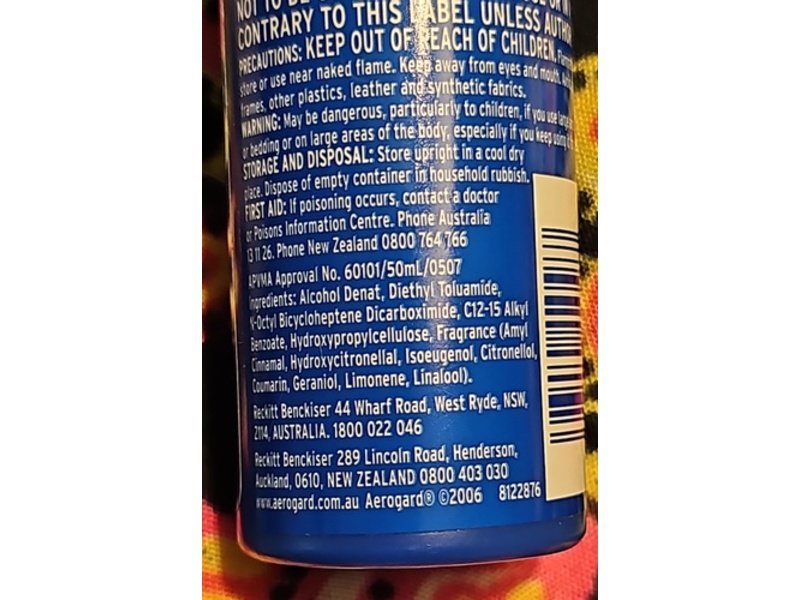 NOT TO BE
CONTRARY TO THIS LABEL UNLESS AUTHOR
PRECAUTIONS: KEEP OUT OF REACH OF CHILDREN.
store or use near naked flame. Keep away from eyes and mouth.
frames, other plastics, leather and synthetic fabrics.
WARNING: May be dangerous, particularly to children, if you use large
or bedding or on large areas of the body, especially if you keep using it
STORAGE AND DISPOSAL: Store upright in a cool dry
place. Dispose of empty container in household rubbish.
FIRST AID: If poisoning occurs, contact a doctor
or Poisons Information Centre. Phone Australia
13 11 26. Phone New Zealand 0800 764 766
APVMA Approval No. 60101/50mL/0507
Ingredients: Alcohol Denat, Diethyl Toluamide,
N-Octyl Bicycloheptene Dicarboximide, C12-15 Alkyl
Benzoate, Hydroxypropylcellulose, Fragrance (Amyl
Cinnamal, Hydroxycitronellal, Isoeugenol, Citronellol,
Coumarin, Geraniol, Limonene, Linalool).
Reckitt Benckiser 44 Wharf Road, West Ryde, NSW,
2114, AUSTRALIA. 1800 022 046
Reckitt Benckiser 289 Lincoln Road, Henderson,
Auckland, 0610, NEW ZEALAND 0800 403 030
www.aerogard.com.au Aerogard® ©2006 8122876